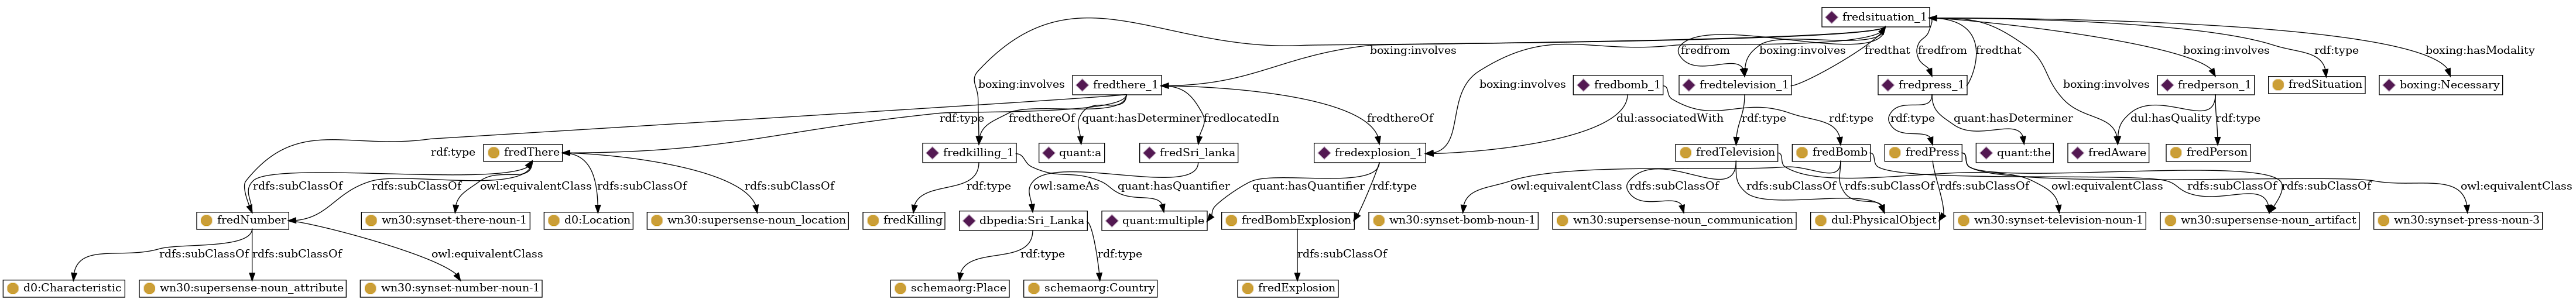 fredsituation_1
boxing:involves
fredfrom
boxing:involves
fredthat
fredfrom
fredthat
boxing:involves
rdf:type
boxing:hasModality
fredthere_1
boxing:involves
boxing:involves
fredbomb_1
fredtelevision_1
fredpress_1
boxing:involves
fredperson_1
fredSituation
boxing:Necessary
rdf:type
fredthereOf
quant:hasDeterminer
fredlocatedIn
fredthereOf
dul:associatedWith
rdf:type
rdf:type
rdf:type
quant:hasDeterminer
dul:hasQuality
rdf:type
rdf:type
fredThere
fredkilling_1
quant:a
fredSri_lanka
fredexplosion_1
fredTelevision
fredBomb
fredPress
quant:the
fredAware
fredPerson
rdfs:subClassOf
rdfs:subClassOf
owl:equivalentClass
rdfs:subClassOf
rdfs:subClassOf
rdf:type
owl:sameAs
quant:hasQuantifier
quant:hasQuantifier
rdf:type
owl:equivalentClass
rdfs:subClassOf
rdfs:subClassOf
rdfs:subClassOf
rdfs:subClassOf
owl:equivalentClass
rdfs:subClassOf
rdfs:subClassOf
owl:equivalentClass
fredNumber
wn30:synset-there-noun-1
d0:Location
wn30:supersense-noun_location
fredKilling
dbpedia:Sri_Lanka
quant:multiple
fredBombExplosion
wn30:synset-bomb-noun-1
wn30:supersense-noun_communication
dul:PhysicalObject
wn30:synset-television-noun-1
wn30:supersense-noun_artifact
wn30:synset-press-noun-3
rdfs:subClassOf
rdfs:subClassOf
owl:equivalentClass
rdf:type
rdf:type
rdfs:subClassOf
d0:Characteristic
wn30:supersense-noun_attribute
wn30:synset-number-noun-1
schemaorg:Place
schemaorg:Country
fredExplosion